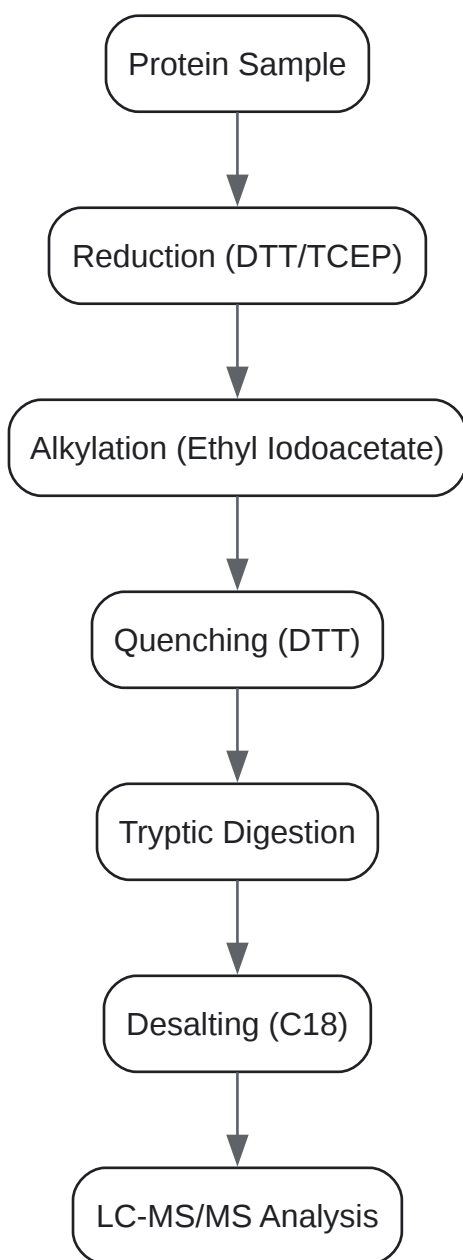 Protein Sample
Reduction (DTT/TCEP)
Alkylation (Ethyl Iodoacetate)
Quenching (DTT)
Tryptic Digestion
Desalting (C18)
LC-MS/MS Analysis